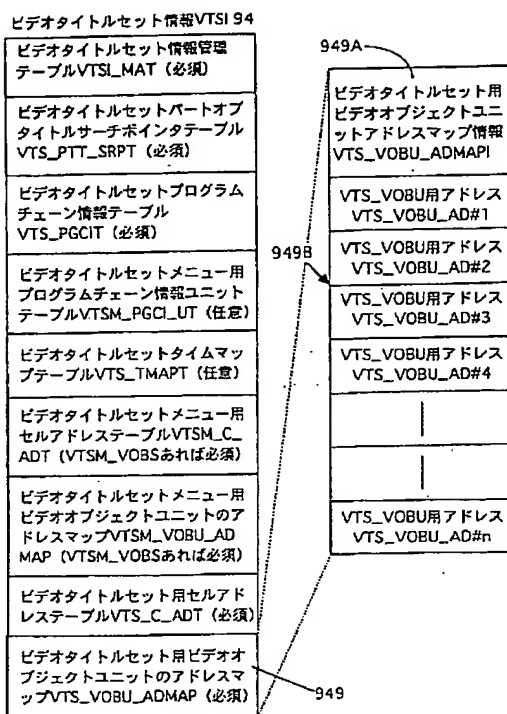 ビデオタイトルセット情報VTSI 94
ビデオタイトルセット情報管理
テーブルVTSI_MAT（必須）
ビデオタイトルセットパートオブ
タイトルサーチポインタテーブル
VTS_PTT_SRPT（必須）
ビデオタイトルセットプログラム
チェーン情報テーブル
VTS_PGCIT（必須）
ビデオタイトルセットメニュー用
プログラムチェーン情報ユニット
テーブルVTSM_PGCI_UT（任意）
ビデオタイトルセットタイムマッ
プテーブルVTS_TMAPT（任意）
ビデオタイトルセットメニュー用
セルアドレステーブルVTSM_C_
ADT（VTSM_VOBSあれば必須）
ビデオタイトルセットメニュー用
ビデオオブジェクトユニットのア
ドレスマップVTSM_VOBU_AD
MAP（VTSM_VOBSあれば必須）
ビデオタイトルセット用セルアド
レステーブルVTS_C_ADT（必須）
ビデオタイトルセット用ビデオオ
ブジェクトユニットのアドレスマ
ップVTS_VOBU_ADMAP（必須）
949
949A
ビデオタイトルセット用
ビデオオブジェクトユニ
ットアドレスマップ情報
VTS_VOBU_ADMAPI
949B
VTS_VOBU用アドレス
VTS_VOBU_AD#1
VTS_VOBU用アドレス
VTS_VOBU_AD#2
VTS_VOBU用アドレス
VTS_VOBU_AD#3
VTS_VOBU用アドレス
VTS_VOBU_AD#4
VTS_VOBU用アドレス
VTS_VOBU_AD#n